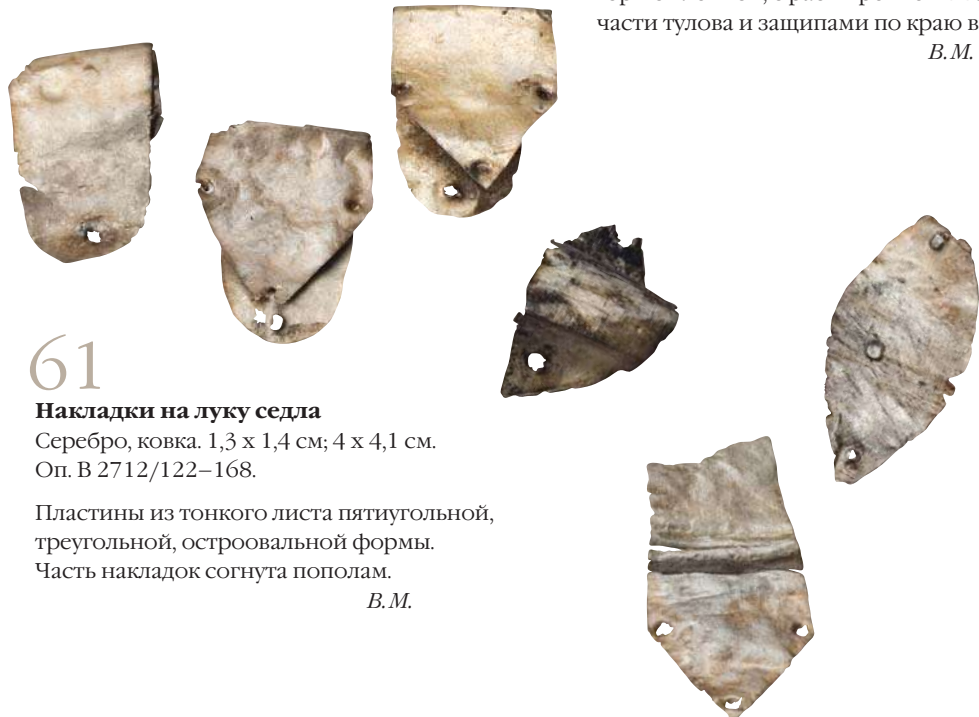 части тулова и защипами по краю в
В.М.
61
Накладки на луку седла
Серебро, ковка. 1,3 х 1,4 см; 4 х 4,1 см.
Оп. В 2712/122–168.
Пластины из тонкого листа пятиугольной,
треугольной, остроовальной формы.
Часть накладок согнута пополам.
В.М.